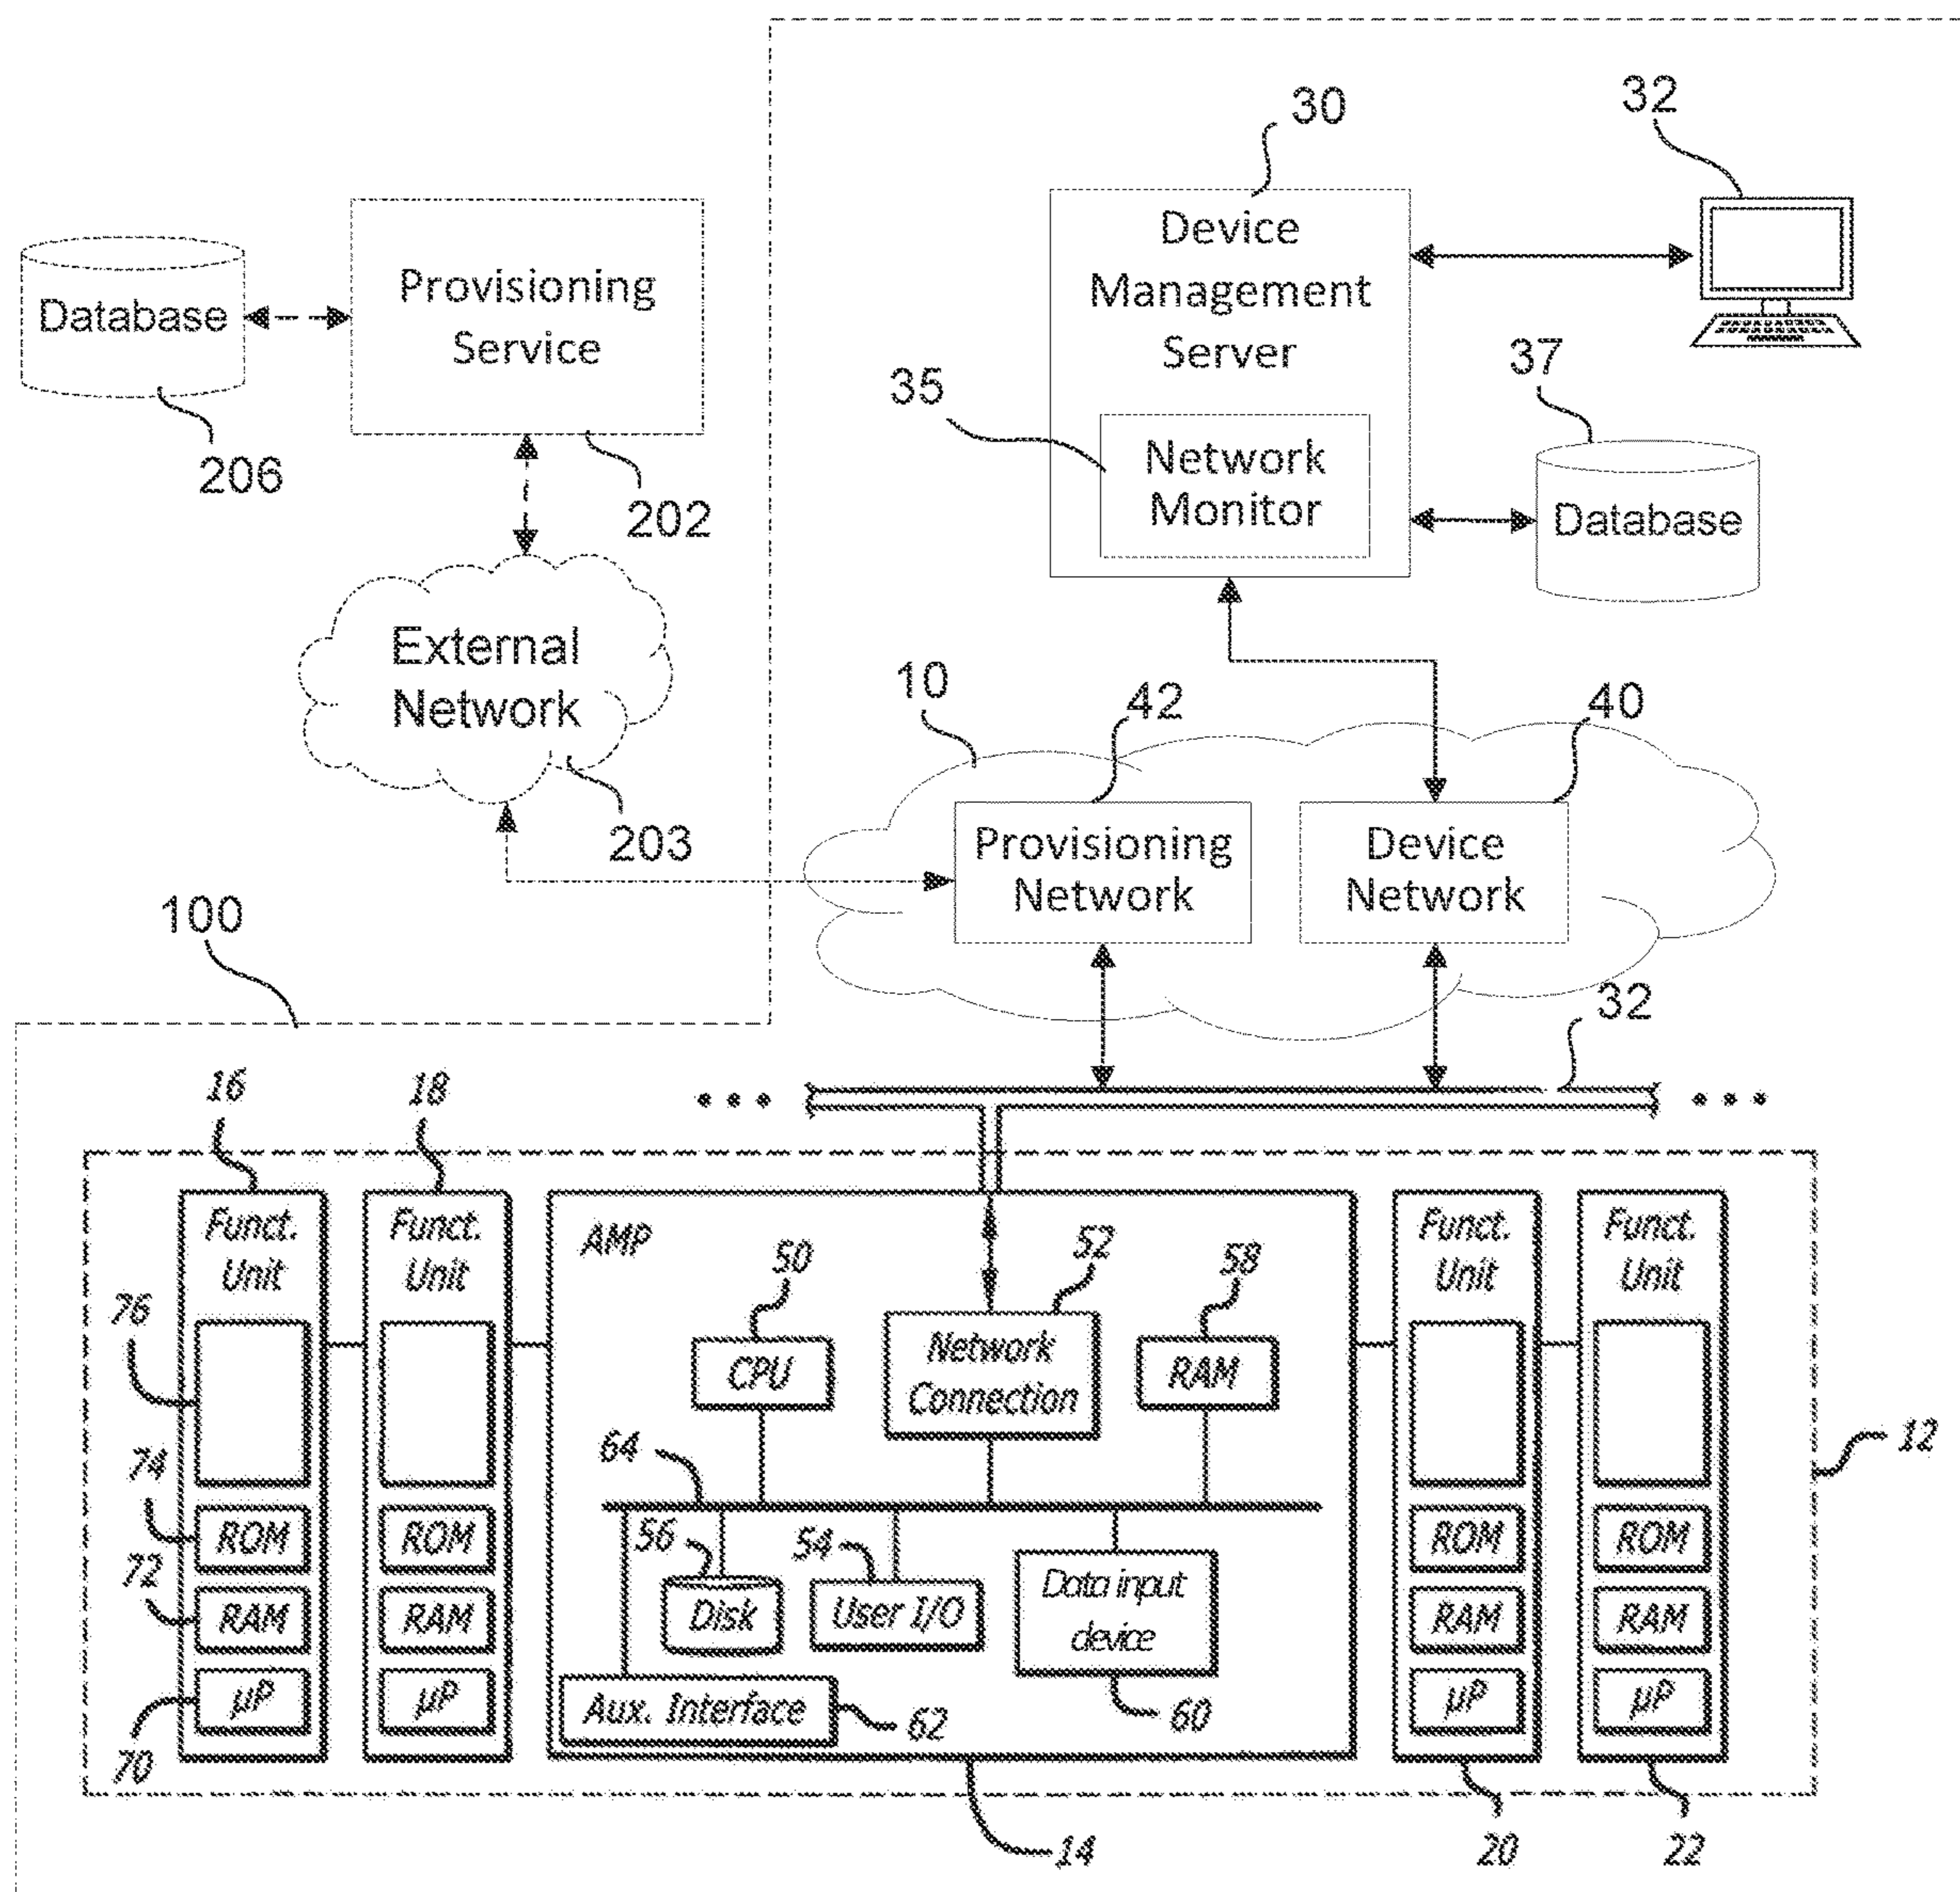 30
32
Device
Management
Server
Provisioning
Service
Database
37
35
Network
Monitor
206
202
Database
External
Network
10
42
40
203
Provisioning
Network
Device
Network
100
32
16
18
• • •
• • •
Funct.
Unit
Funct.
Unit
AMP
50
52
58
Funct.
Unit
Funct.
Unit
76
CPU
Network
Connection
RAM
12
74
64
ROM
ROM
56
54
Data input
device
ROM
ROM
72
RAM
RAM
Disk
User I/O
RAM
RAM
70
µP
µP
Aux. Interface
62
60
µP
µP
14
20
22